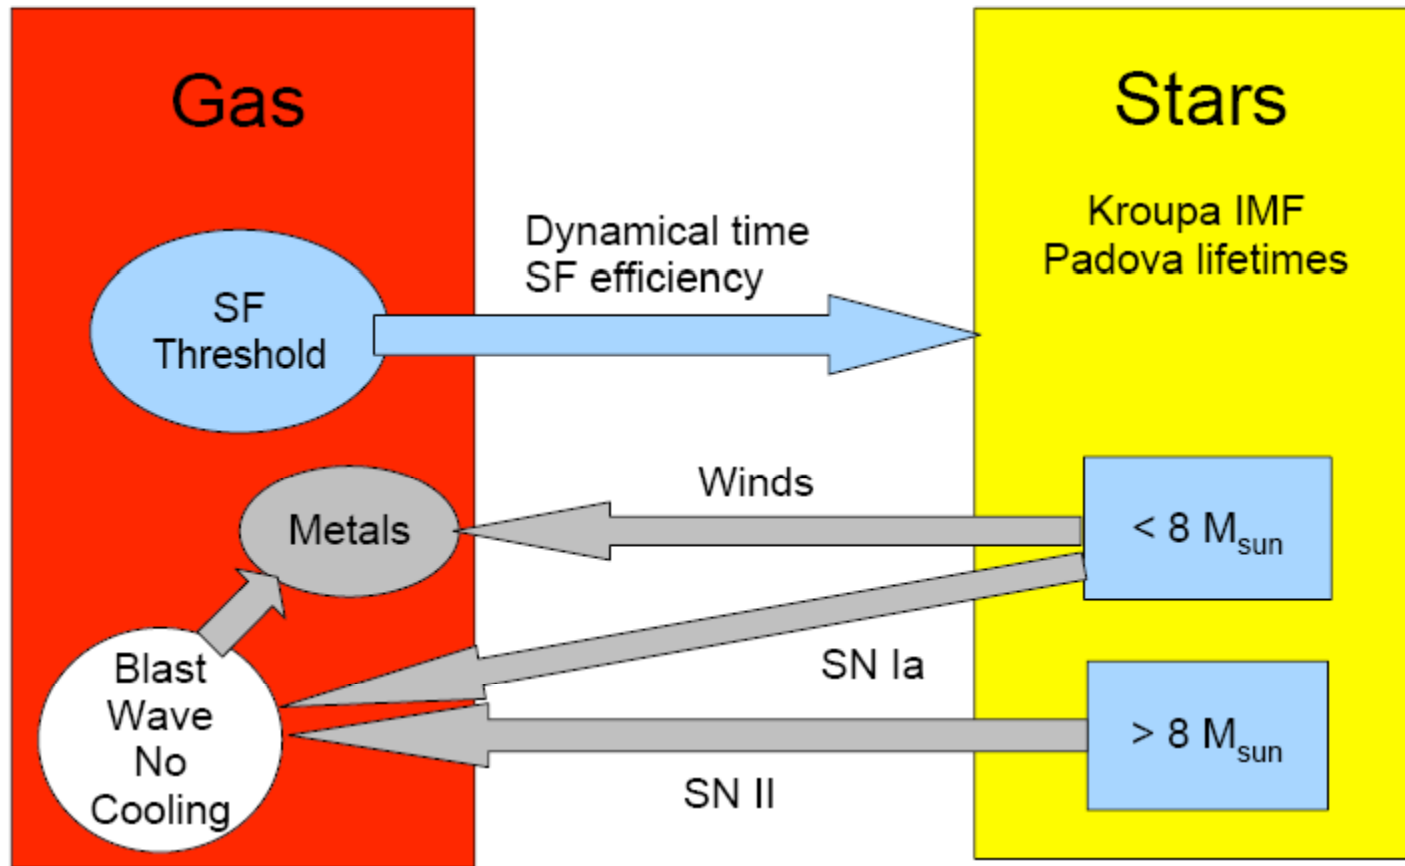 Gas
Stars
Kroupa IMF
Padova lifetimes
Dynamical time
SF efficiency
SF
Threshold
Winds
Metals
< 8 Msun
SN Ia
Blast
Wave
No
Cooling
> 8 Msun
SN II